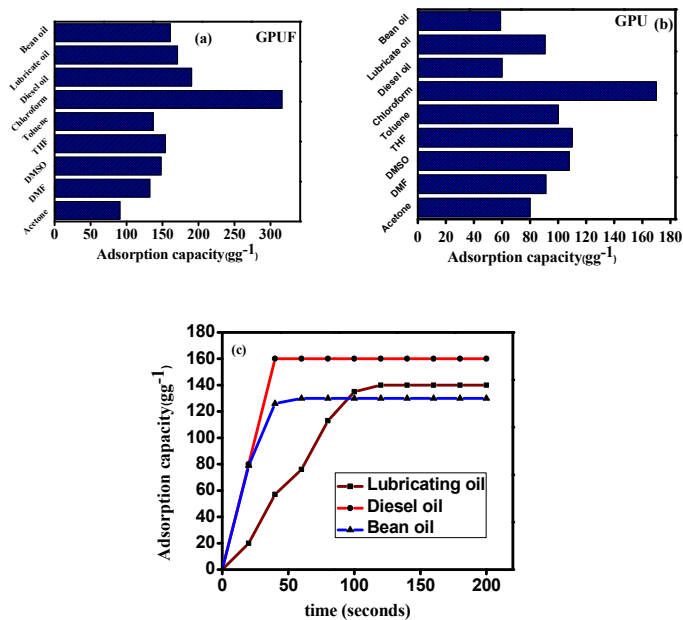 (a) GPUF
Bean oil
Lubricate oil
Diesel oil
Chloroform
Toluene
THF
DMSO
DMF
Acetone
0 50 100 150 200 250 300
Adsorption capacity(gg-1)
GPU (b)
Bean oil
Lubricate oil
Diesel oil
Chloroform
Toluene
THF
DMSO
DMF
Acetone
0 20 40 60 80 100 120 140 160 180
Adsorption capacity(gg-1)
(c)
180
160
140
120
100
80
60
40
20
0
Adsorption capacity(gg-1)
Lubricating oil
Diesel oil
Bean oil
0 50 100 150 200
time (seconds)